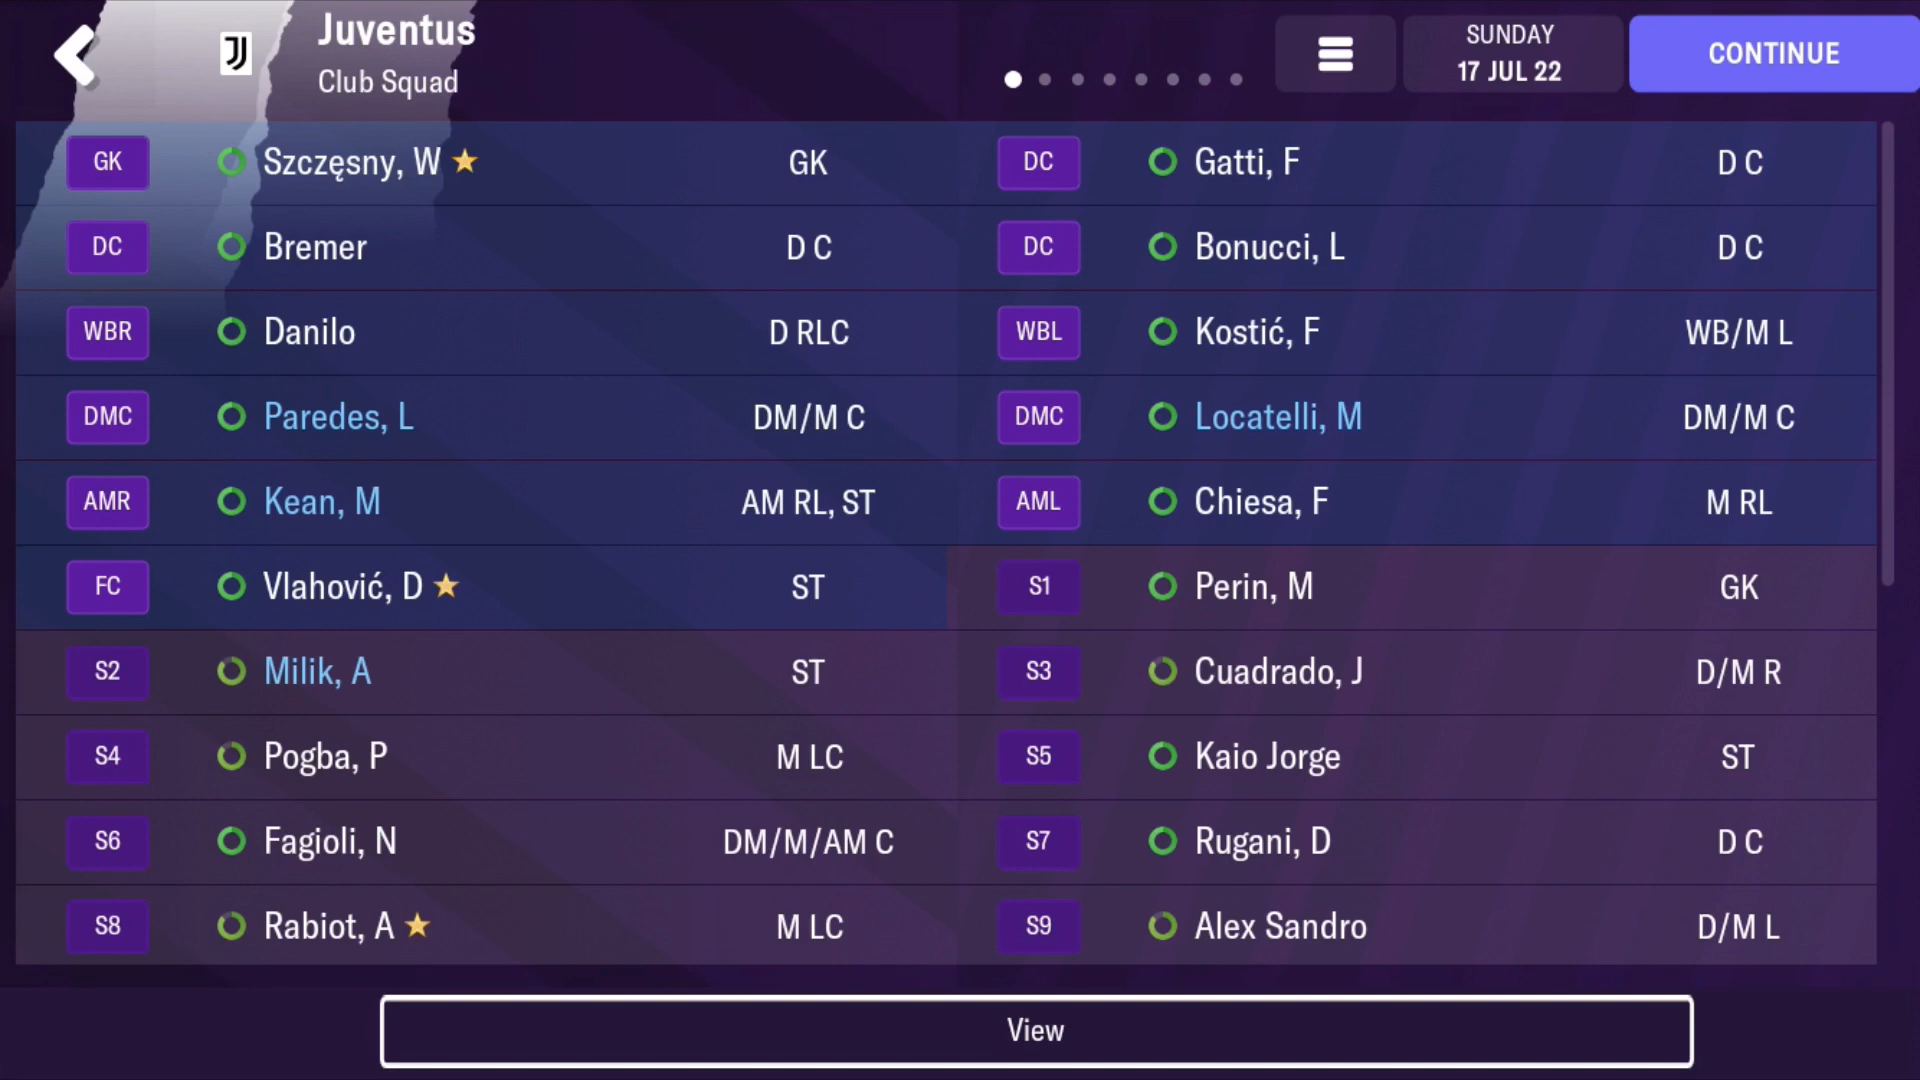 Juventus
Club Squad
SUNDAY
17 JUL 22
CONTINUE
GK Szczęsny, W GK DC Gatti, F D C
DC Bremer D C DC Bonucci, L D C
WBR Danilo D RLC WBL Kostić, F WB/M L
DMC Paredes, L DM/M C DMC Locatelli, M DM/M C
AMR Kean, M AM RL, ST AML Chiesa, F M RL
FC Vlahović, D ST S1 Perin, M GK
S2 Milik, A ST S3 Cuadrado, J D/M R
S4 Pogba, P M LC S5 Kaio Jorge ST
S6 Fagioli, N DM/M/AM C S7 Rugani, D D C
S8 Rabiot, A M LC S9 Alex Sandro D/M L
View